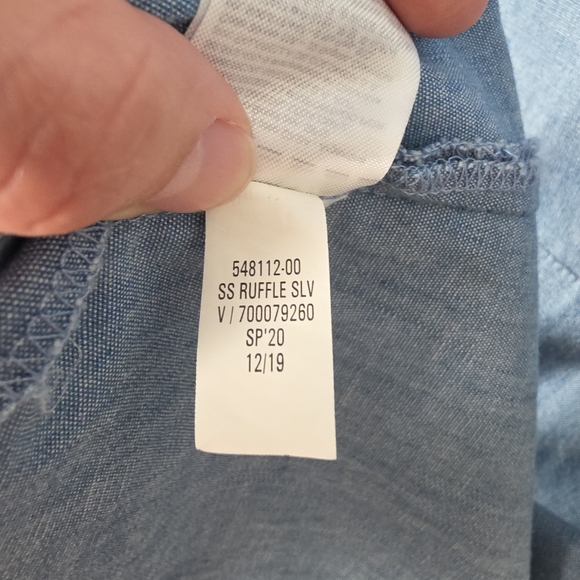 548112-00
SS RUFFLE SLV
V / 700079260
SP'20
12/19